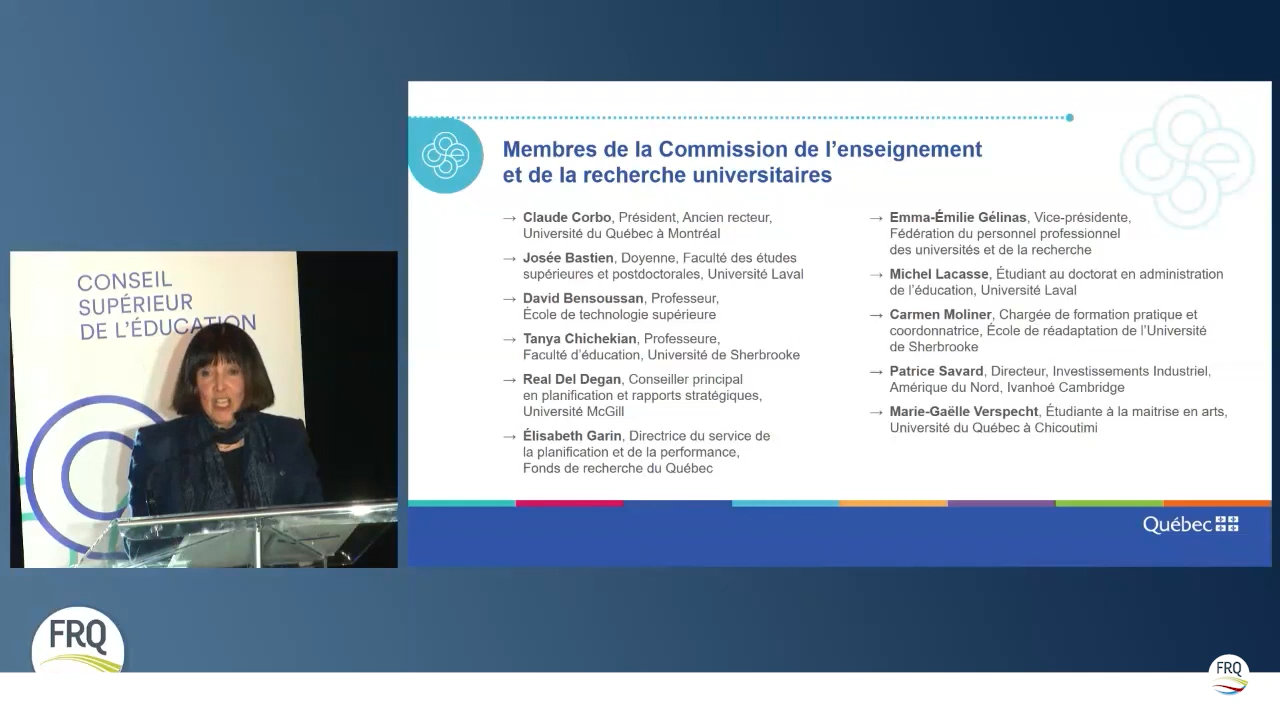 CONSEIL
SUPÉRIEUR
DE L'ÉDUCATION
Membres de la Commission de l'enseignement
et de la recherche universitaires
→ Claude Corbo, Président, Ancien recteur,
Université du Québec à Montréal
→ Josée Bastien, Doyenne, Faculté des études
supérieures et postdoctorales, Université Laval
→ David Bensoussan, Professeur,
École de technologie supérieure
→ Tanya Chichekian, Professeure,
Faculté d'éducation, Université de Sherbrooke
→ Real Del Degan, Conseiller principal
en planification et rapports stratégiques,
Université McGill
→ Élisabeth Garin, Directrice du service de
la planification et de la performance,
Fonds de recherche du Québec
→ Emma-Émilie Gélinas, Vice-présidente,
Fédération du personnel professionnel
des universités et de la recherche
→ Michel Lacasse, Étudiant au doctorat en administration
de l'éducation, Université Laval
→ Carmen Moliner, Chargée de formation pratique et
coordonnatrice, École de réadaptation de l'Université
de Sherbrooke
→ Patrice Savard, Directeur, Investissements Industriel,
Amérique du Nord, Ivanhoé Cambridge
→ Marie-Gaëlle Verspecht, Étudiante à la maitrise en arts,
Université du Québec à Chicoutimi
Québec
FRQ
FRQ